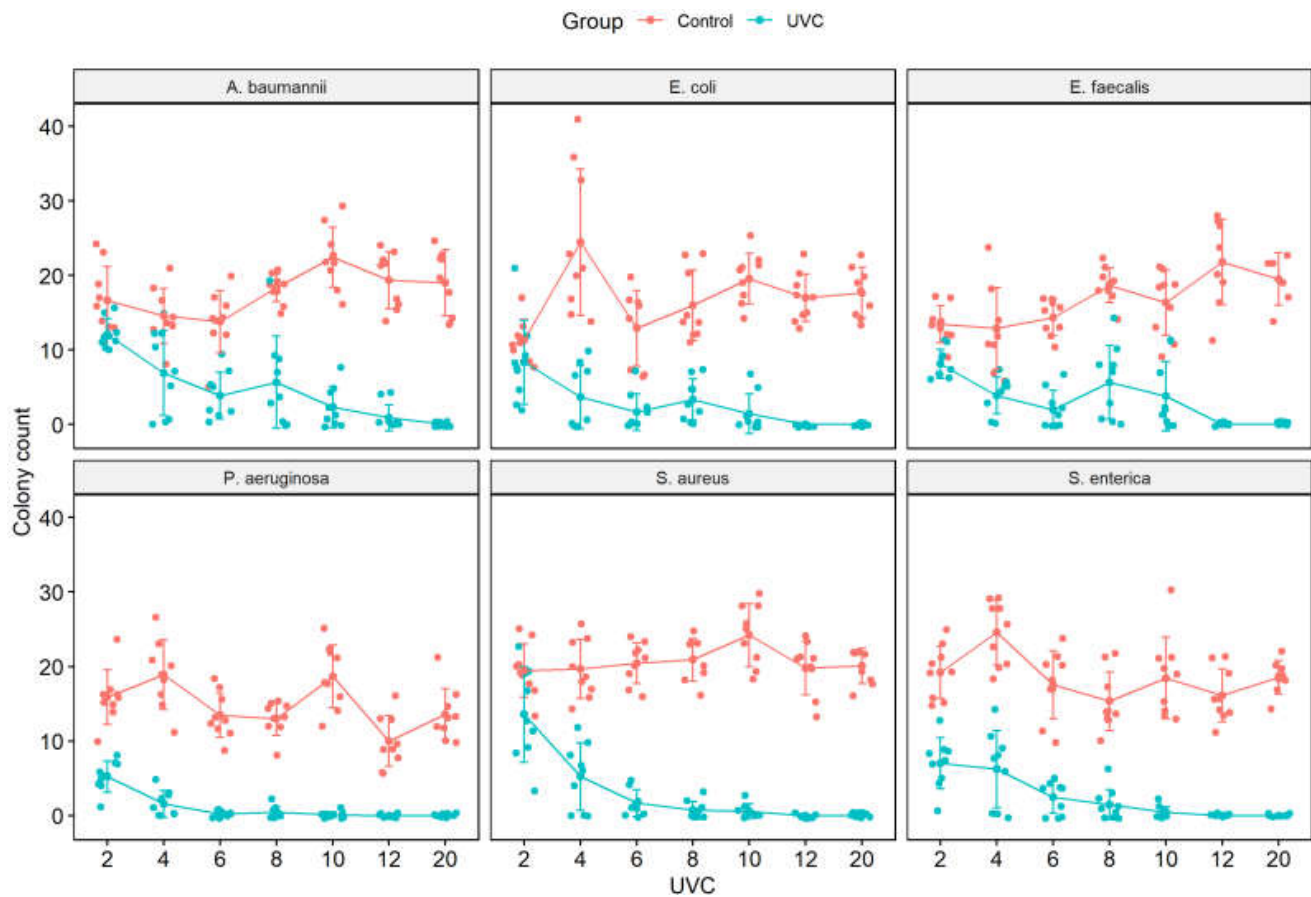 Group Control UVC
A. baumannii E. coli E. faecalis
40
30
20
10
0
P. aeruginosa S. aureus S. enterica
Colony count
40
30
20
10
0
2 4 6 8 10 12 20 2 4 6 8 10 12 20 2 4 6 8 10 12 20
UVC